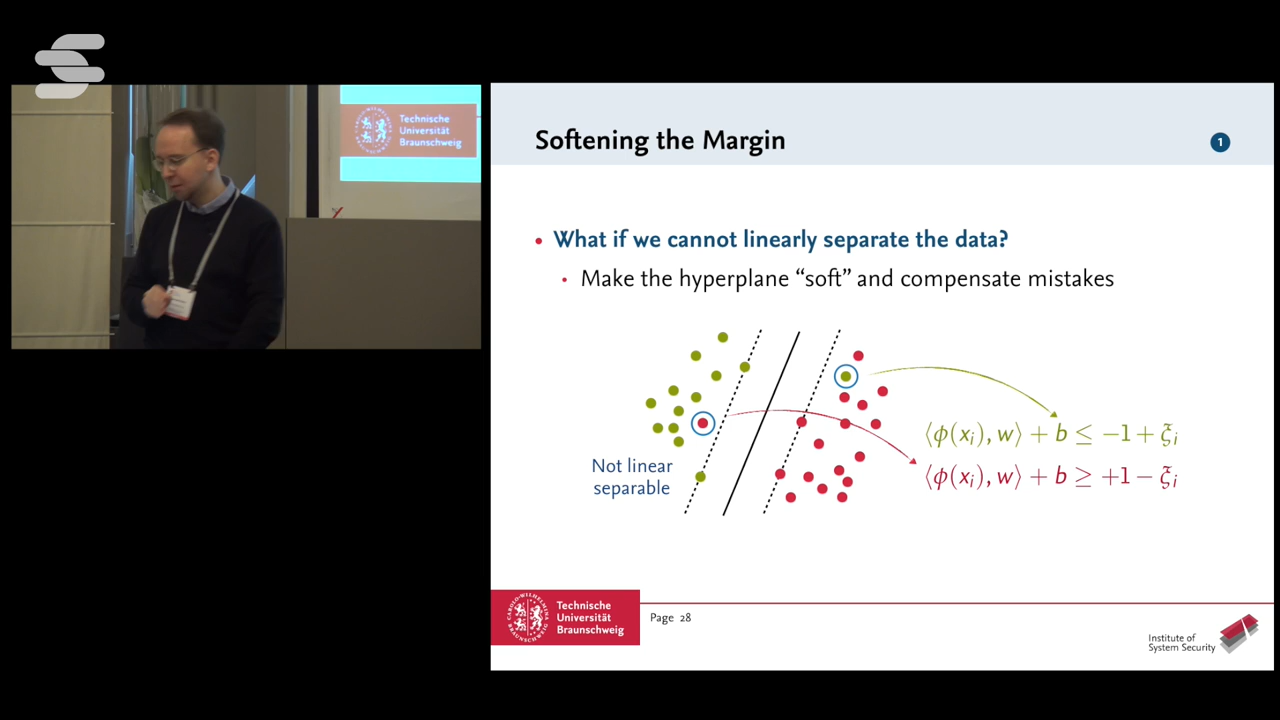 Technische
Universität
Braunschweig
Softening the Margin
1
• What if we cannot linearly separate the data?
• Make the hyperplane “soft” and compensate mistakes
⟨ϕ(xᵢ), w⟩ + b ≤ −1 + ξᵢ
⟨ϕ(xᵢ), w⟩ + b ≥ +1 − ξᵢ
Not linear
separable
Technische
Universität
Braunschweig
Page 28
Institute of
System Security